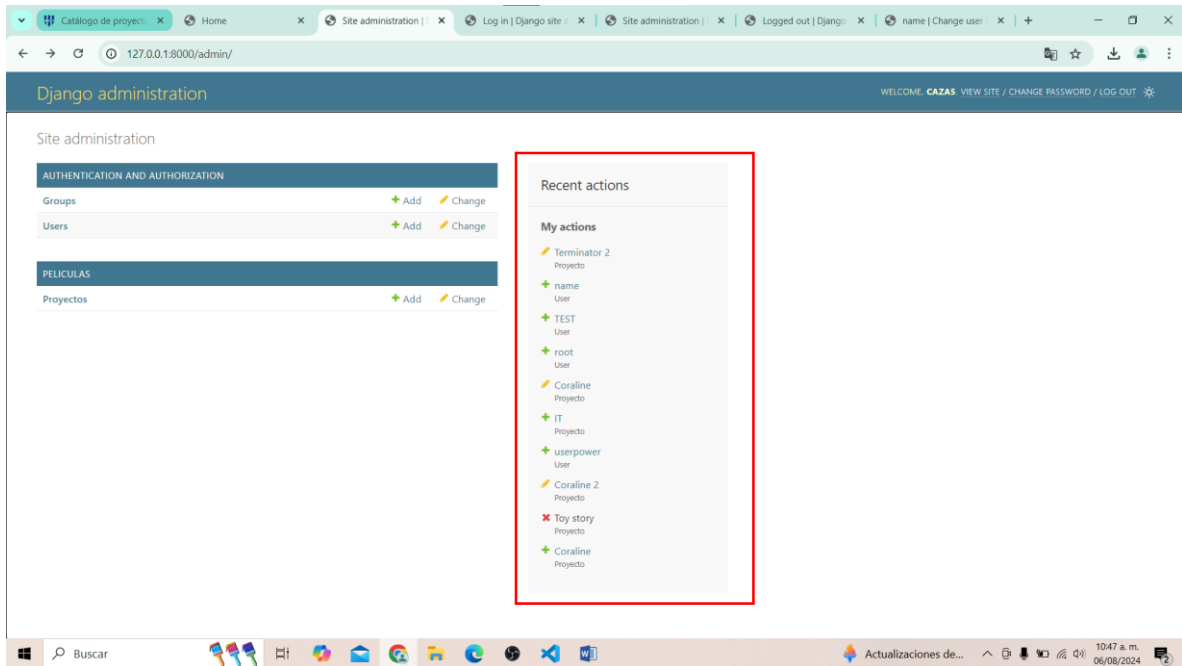 Catálogo de proyect
Home
Site administration |
Log in | Django site a
Site administration |
Logged out | Django
name | Change user
127.0.0.1:8000/admin/
Django administration
WELCOME, CAZAS. VIEW SITE / CHANGE PASSWORD / LOG OUT
Site administration
AUTHENTICATION AND AUTHORIZATION
Groups + Add Change
Users + Add Change
PELICULAS
Proyectos + Add Change
Recent actions
My actions
Terminator 2
Proyecto
+ name
User
+ TEST
User
+ root
User
Coraline
Proyecto
+ IT
Proyecto
+ userpower
User
Coraline 2
Proyecto
Toy story
Proyecto
+ Coraline
Proyecto
Buscar
Actualizaciones de...
10:47 a. m.
06/08/2024
2